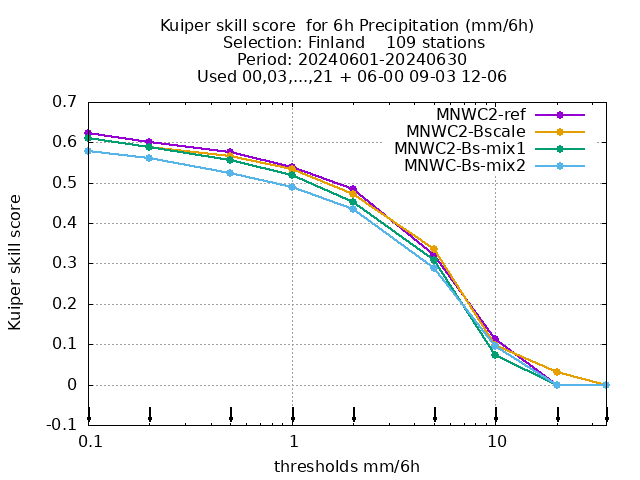 Kuiper skill score  for 6h Precipitation (mm/6h)
Selection: Finland    109 stations
Period: 20240601-20240630
Used 00,03,...,21 + 06-00 09-03 12-06
MNWC2-ref
MNWC2-Bscale
MNWC2-Bs-mix1
MNWC-Bs-mix2
Kuiper skill score
0.7
0.6
0.5
0.4
0.3
0.2
0.1
0
-0.1
0.1 1 10
thresholds mm/6h